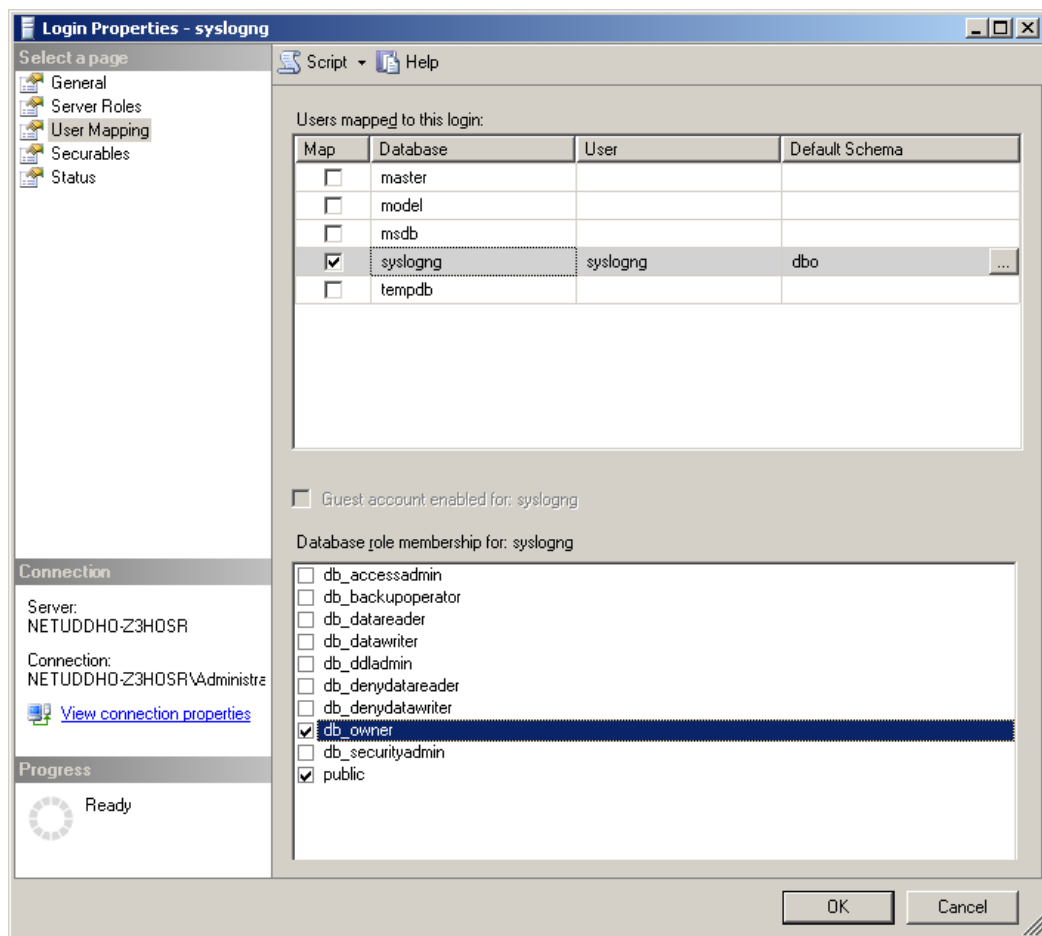 Login Properties - syslogng
Select a page
General
Server Roles
User Mapping
Securables
Status
Script Help
Users mapped to this login:
Map Database User Default Schema
master
model
msdb
syslogng syslogng dbo ...
tempdb
Guest account enabled for: syslogng
Database role membership for: syslogng
db_accessadmin
db_backupoperator
db_datareader
db_datawriter
db_ddladmin
db_denydatareader
db_denydatawriter
db_owner
db_securityadmin
public
Connection
Server:
NETUDDHO-Z3HOSR
Connection:
NETUDDHO-Z3HOSR\Administra
View connection properties
Progress
Ready
OK Cancel